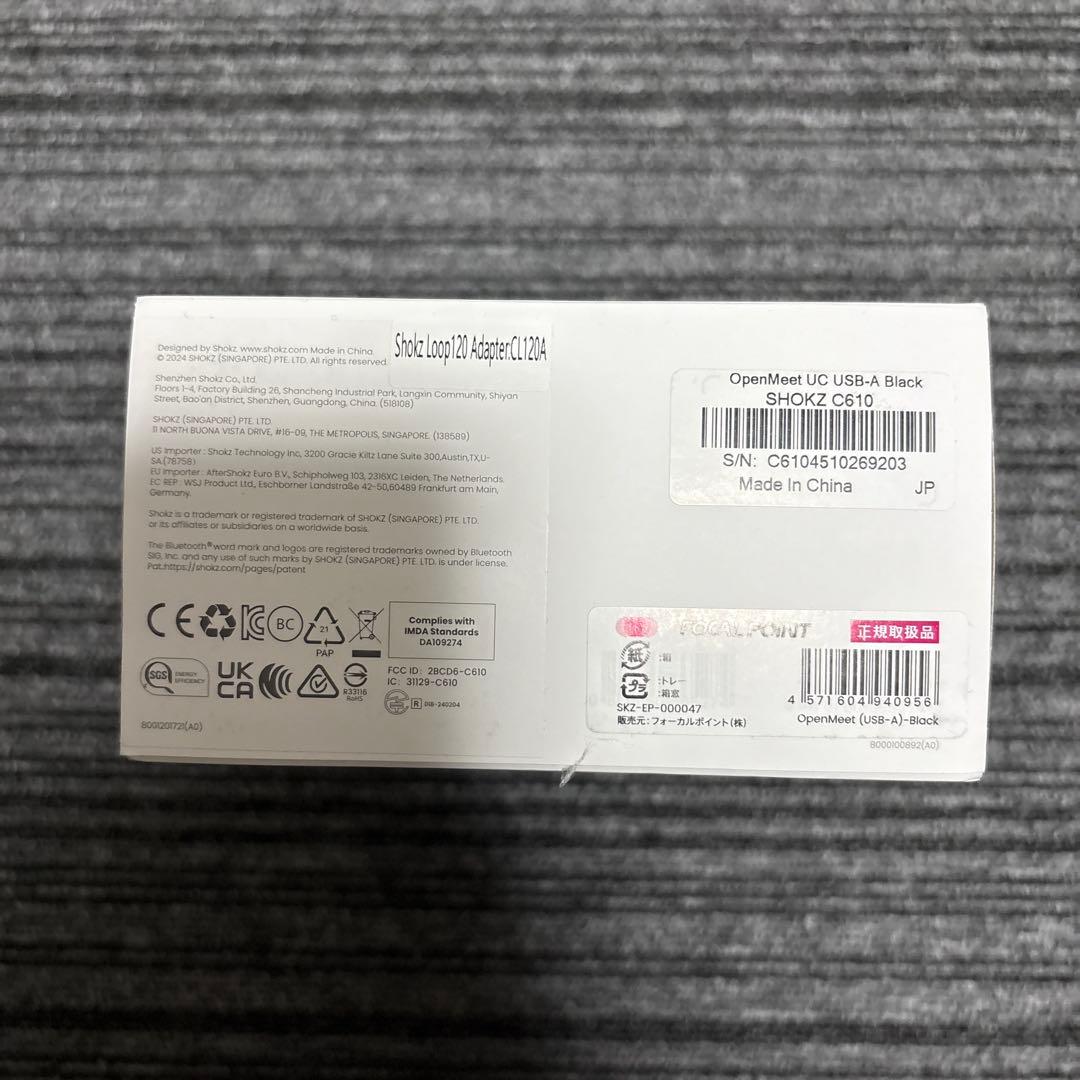 Designed by Shokz. www.shokz.com Made in China.
© 2024 SHOKZ (SINGAPORE) PTE. LTD. All rights reserved.
Shokz Loop120 Adapter:CL120A
Shenzhen Shokz Co., Ltd.
Floors 1-4, Factory Building 26, Shancheng Industrial Park, Langxin Community, Shiyan
Street, Bao'an District, Shenzhen, Guangdong, China. (518108)
SHOKZ (SINGAPORE) PTE. LTD.
11 NORTH BUONA VISTA DRIVE, #16-09, THE METROPOLIS, SINGAPORE. (138589)
US Importer : Shokz Technology Inc, 3200 Gracie Kiltz Lane Suite 300,Austin,TX,U-
SA.(78758)
EU Importer : AfterShokz Euro B.V., Schipholweg 103, 2316XC Leiden, The Netherlands.
EC REP : WSJ Product Ltd., Eschborner Landstraße 42-50,60489 Frankfurt am Main,
Germany.
Shokz is a trademark or registered trademark of SHOKZ (SINGAPORE) PTE. LTD.
or its affiliates or subsidiaries on a worldwide basis.
The Bluetooth® word mark and logos are registered trademarks owned by Bluetooth
SIG, Inc. and any use of such marks by SHOKZ (SINGAPORE) PTE. LTD. is under license.
Pat.:https://shokz.com/pages/patent
CE
BC
21
PAP
Complies with
IMDA Standards
DA109274
SGS
ENERGY
EFFICIENCY
UK
CA
R33116
RoHS
FCC ID: 2BCD6-C610
IC: 31129-C610
R DIB-240204
8001201721(A0)
OpenMeet UC USB-A Black
SHOKZ C610
S/N: C6104510269203
Made In China
JP
FOCAL POINT
正規取扱品
紙 :箱
プラ :トレー
:箱窓
SKZ-EP-000047
販売元:フォーカルポイント(株)
4 571604 940956
OpenMeet (USB-A)-Black
8000100892(A0)